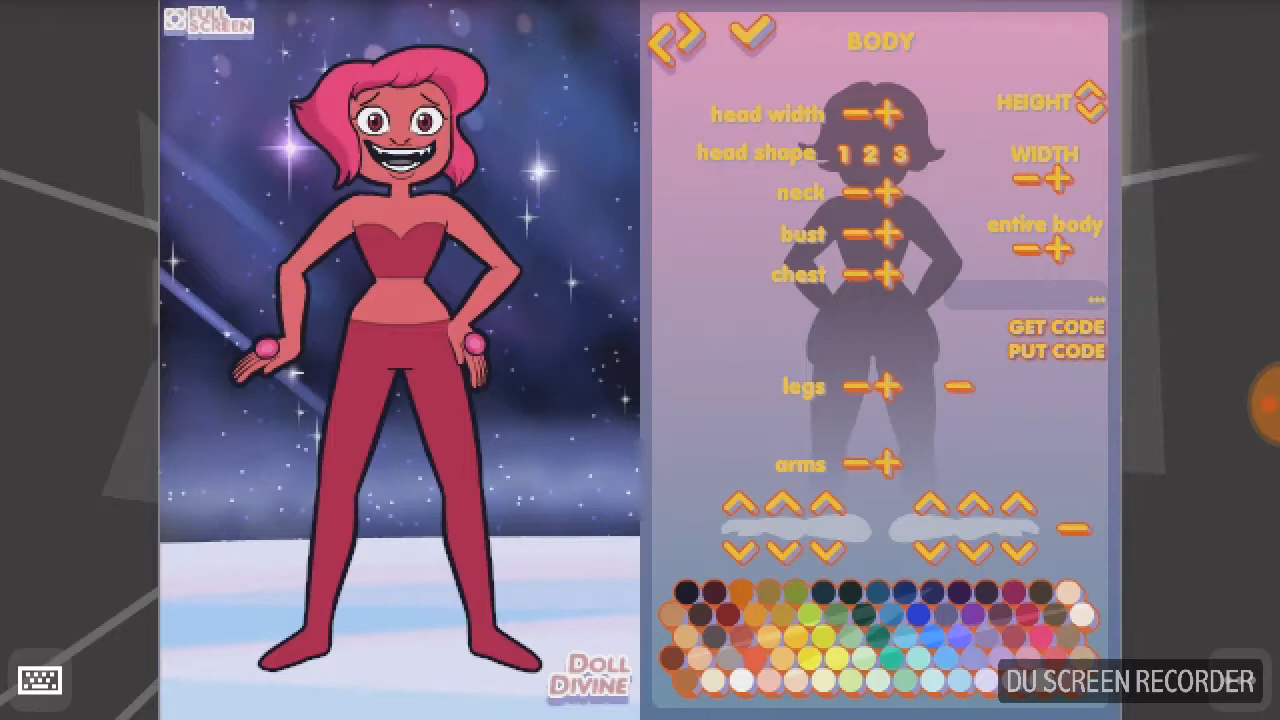 FULL
SCREEN
BODY
head width
HEIGHT
head shape 1 2 3
WIDTH
neck
bust
entire body
chest
...
GET CODE
PUT CODE
legs
arms
DOLL
DIVINE
DU SCREEN RECORDER